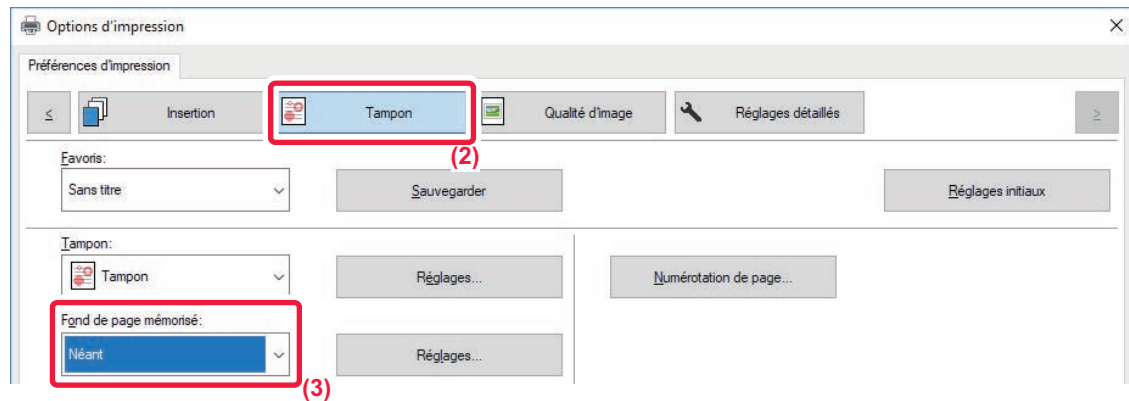 Options d'impression
Préférences d'impression
≤ Insertion Tampon Qualité d'image Réglages détaillés ≥
(2)
Favoris:
Sans titre Sauvegarder Réglages initiaux
Tampon:
Tampon Réglages... Numérotation de page...
Fond de page mémorisé:
Néant Réglages...
(3)